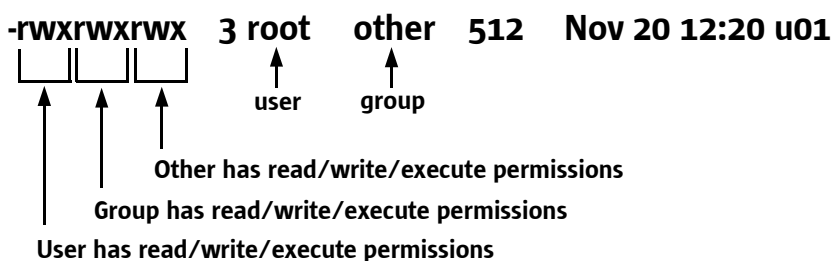 -rwxrwxrwx 3 root other 512 Nov 20 12:20 u01
user group
Other has read/write/execute permissions
Group has read/write/execute permissions
User has read/write/execute permissions